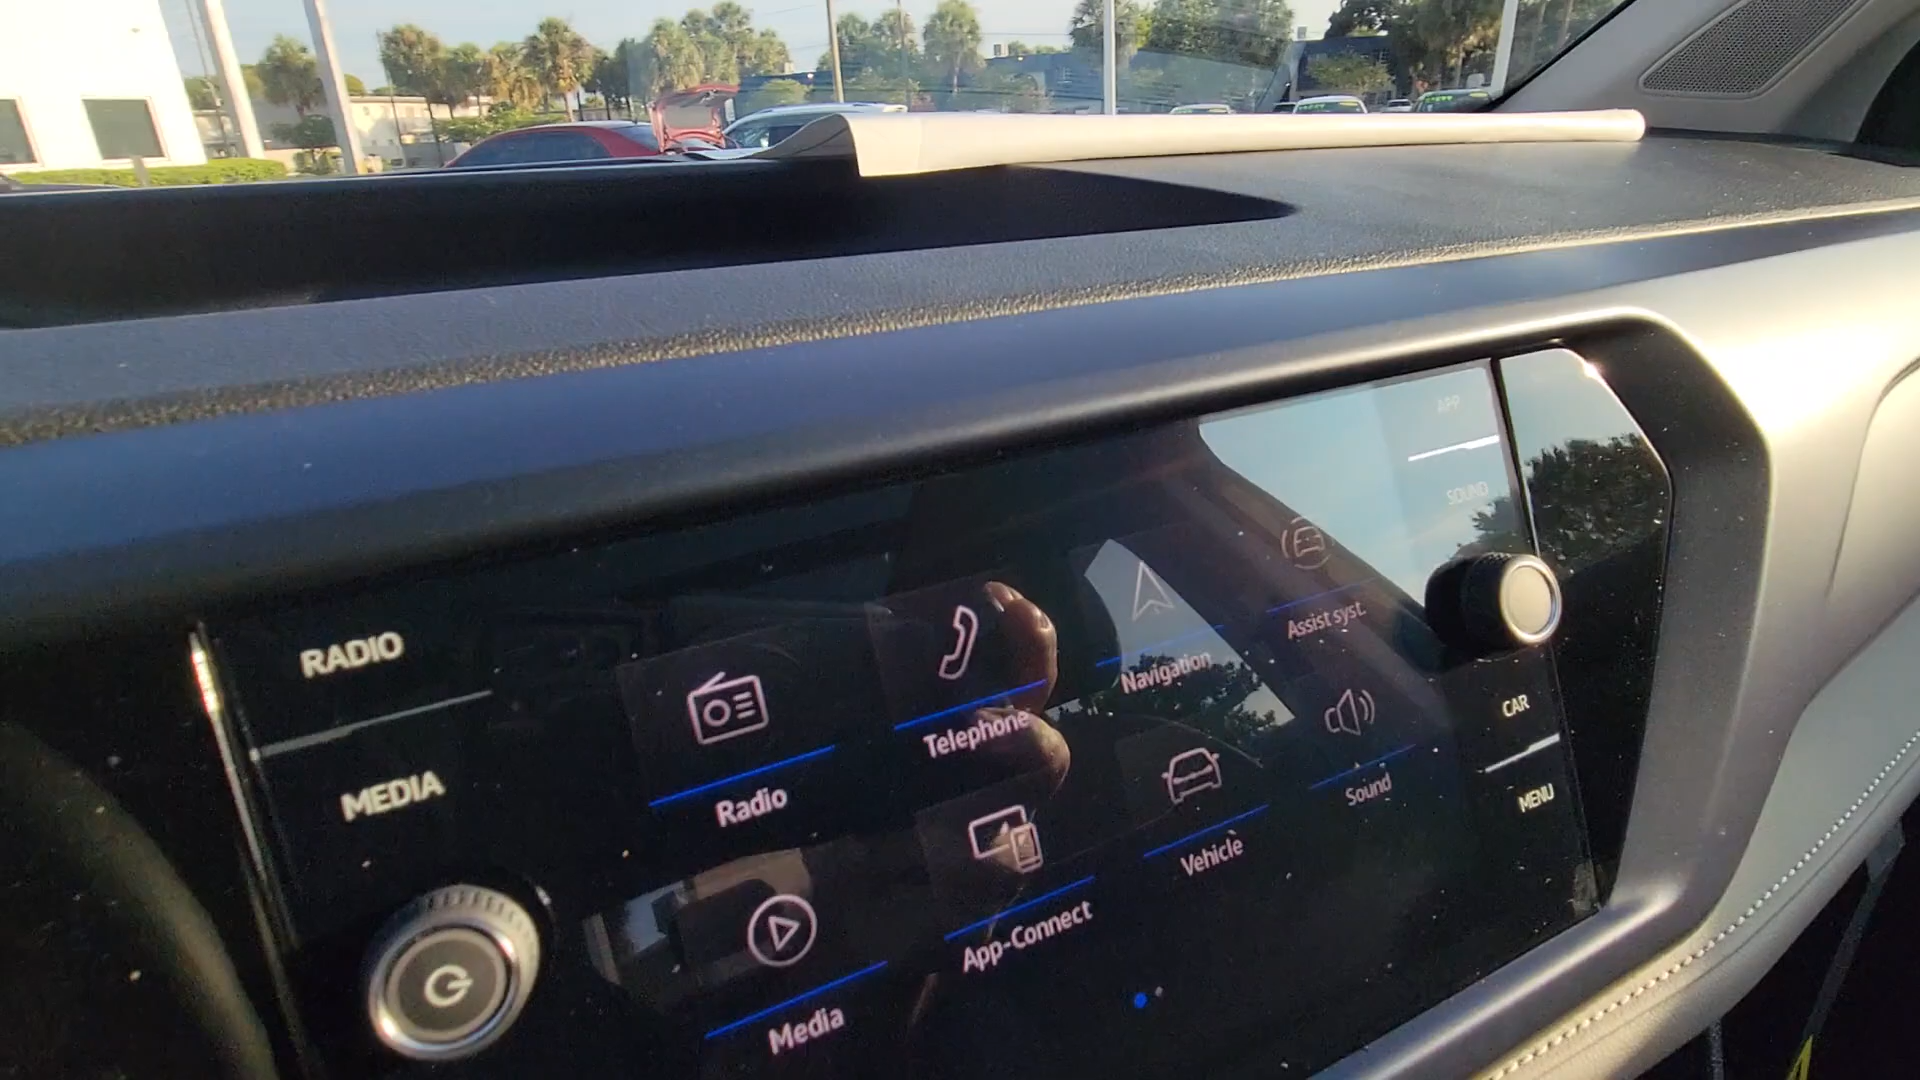 RADIO
MEDIA
Radio
Telephone
Navigation
Assist syst.
Media
App-Connect
Vehicle
Sound
APP
SOUND
CAR
MENU